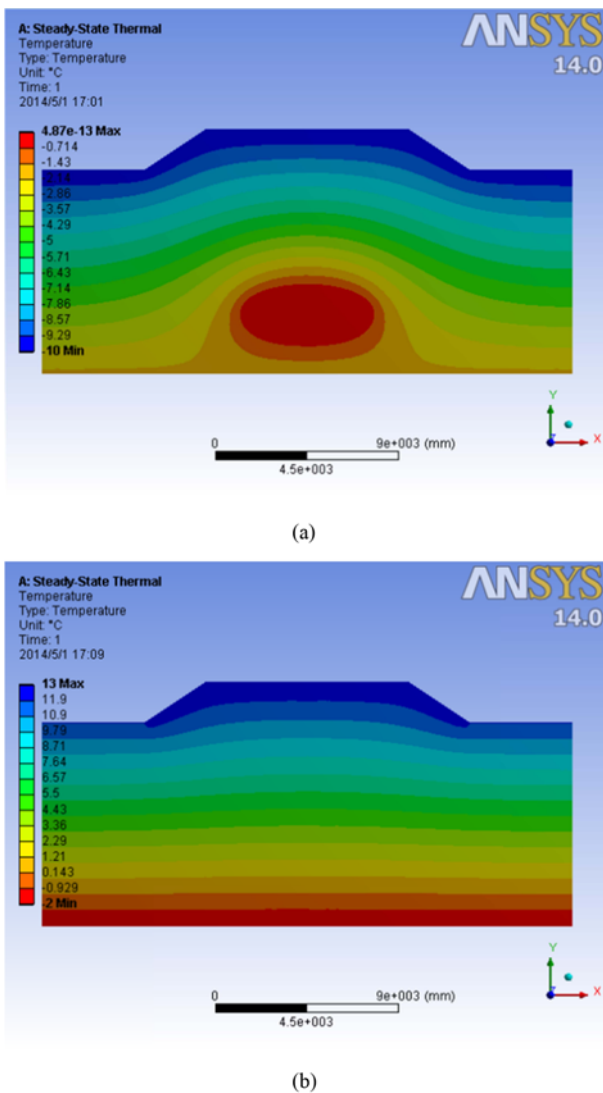 A: Steady-State Thermal
Temperature
Type: Temperature
Unit: °C
Time: 1
2014/5/1 17:01
ANSYS
14.0
4.87e-13 Max
-0.714
-1.43
-2.14
-2.86
-3.57
-4.29
-5
-5.71
-6.43
-7.14
-7.86
-8.57
-9.29
-10 Min
Y
Z
X
0
9e+003 (mm)
4.5e+003
(a)
A: Steady-State Thermal
Temperature
Type: Temperature
Unit: °C
Time: 1
2014/5/1 17:09
ANSYS
14.0
13 Max
11.9
10.9
9.79
8.71
7.64
6.57
5.5
4.43
3.36
2.29
1.21
0.143
-0.929
-2 Min
Y
X
0
9e+003 (mm)
4.5e+003
(b)